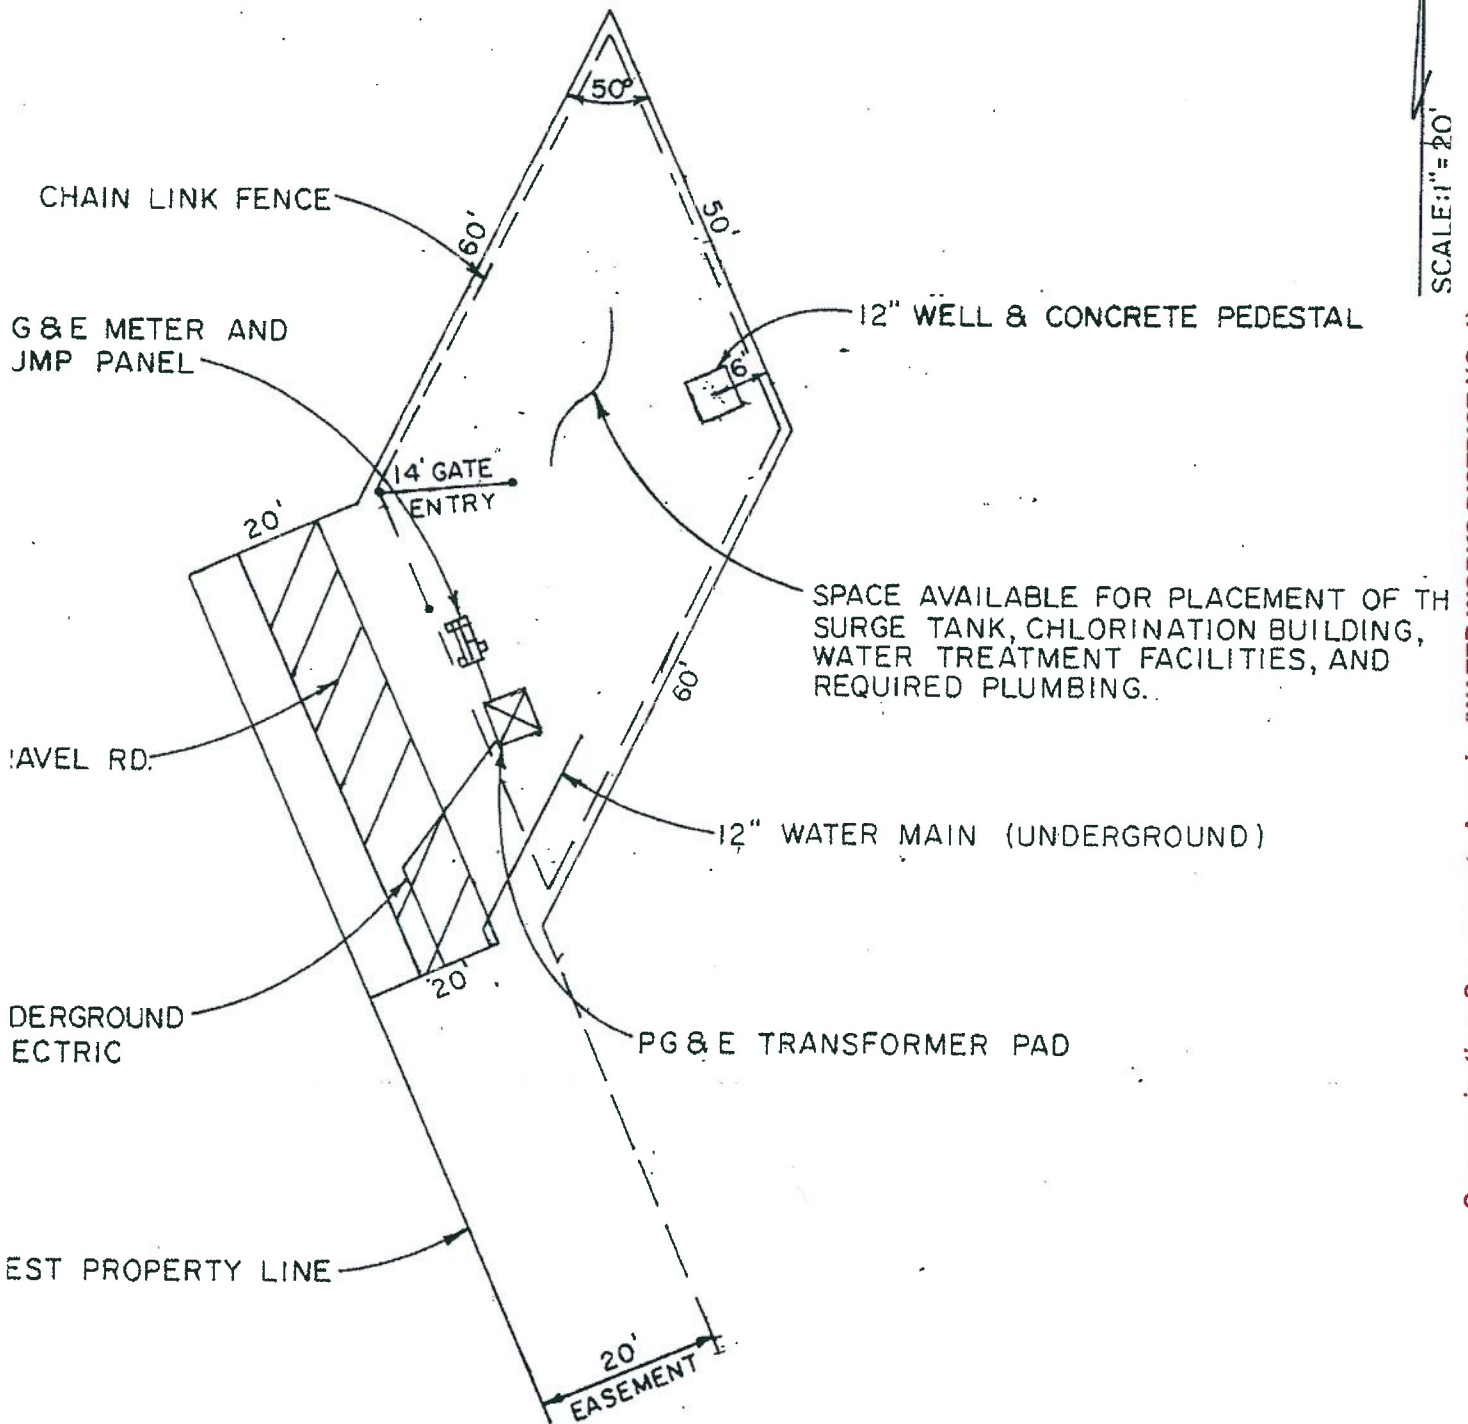 50°
CHAIN LINK FENCE
60'
50'
SCALE:1"=20'
G & E METER AND
JMP PANEL
12" WELL & CONCRETE PEDESTAL
6'
14' GATE
ENTRY
20'
SPACE AVAILABLE FOR PLACEMENT OF TH
SURGE TANK, CHLORINATION BUILDING,
WATER TREATMENT FACILITIES, AND
REQUIRED PLUMBING.
60'
AVEL RD.
12" WATER MAIN (UNDERGROUND)
20'
DERGROUND
ECTRIC
PG & E TRANSFORMER PAD
EST PROPERTY LINE
20'
EASEMENT